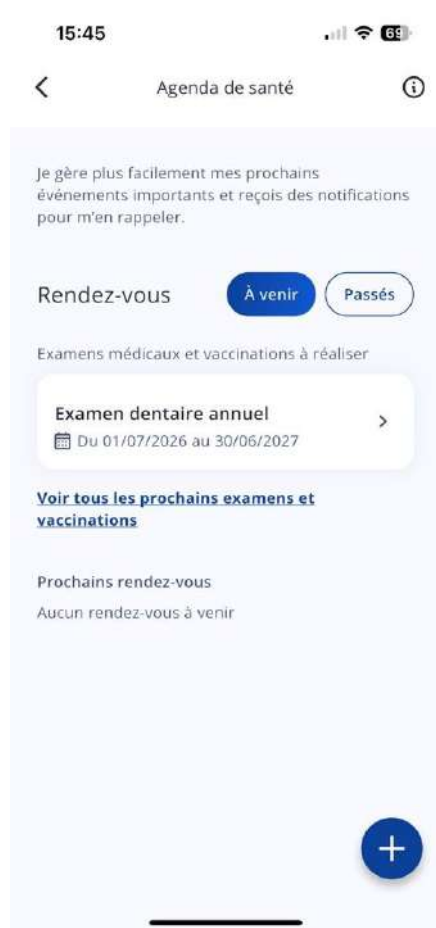 15:45
69
Agenda de santé
Je gère plus facilement mes prochains
événements importants et reçois des notifications
pour m'en rappeler.
Rendez-vous
À venir
Passés
Examens médicaux et vaccinations à réaliser
Examen dentaire annuel
Du 01/07/2026 au 30/06/2027
Voir tous les prochains examens et
vaccinations
Prochains rendez-vous
Aucun rendez-vous à venir